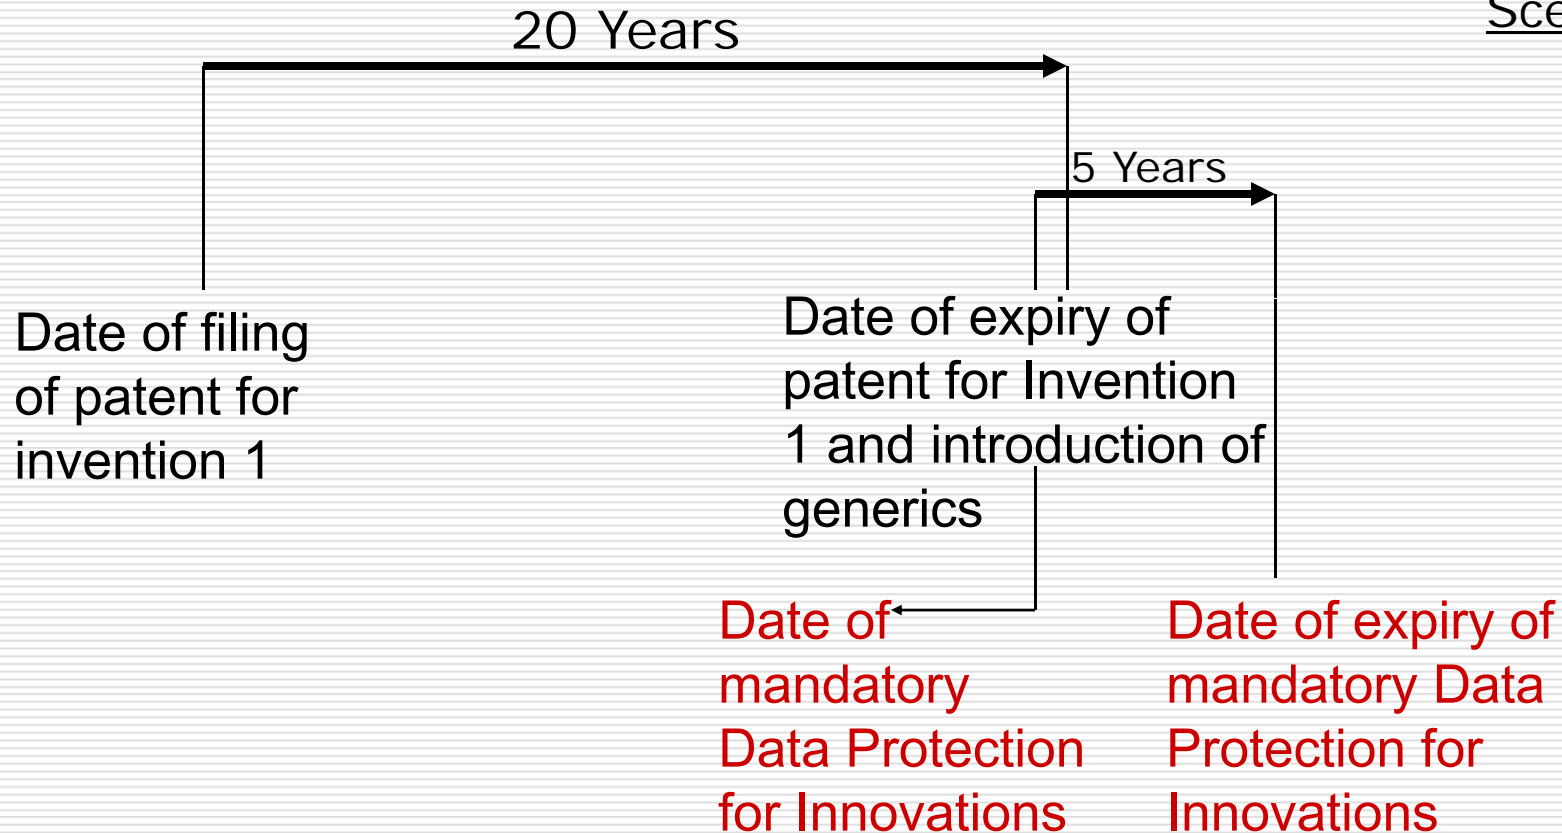 20 Years
5 Years
Date of filing
of patent for
invention 1
Date of expiry of
patent for Invention
1 and introduction of
generics
Date of
mandatory
Data Protection
for Innovations
Date of expiry of
mandatory Data
Protection for
Innovations